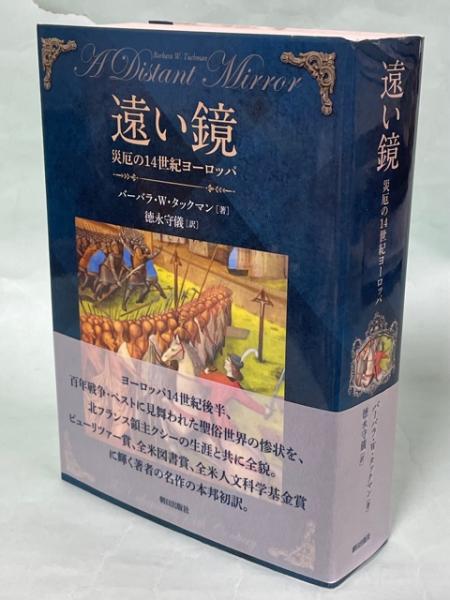 Barbara W. Tuchman
A Distant Mirror
遠い鏡
災厄の14世紀ヨーロッパ
バーバラ・W・タックマン[著]
徳永守儀[訳]
ヨーロッパ14世紀後半、
百年戦争・ペストに見舞われた聖俗世界の惨状を、
北フランス領主クシーの生涯と共に全貌。
ピューリツァー賞、全米図書賞、全米人文科学基金賞
に輝く著者の名作の本邦初訳。
朝日出版社
遠い鏡
災厄の14世紀ヨーロッパ
バーバラ・W・タックマン[著]
徳永守儀[訳]
朝日出版社